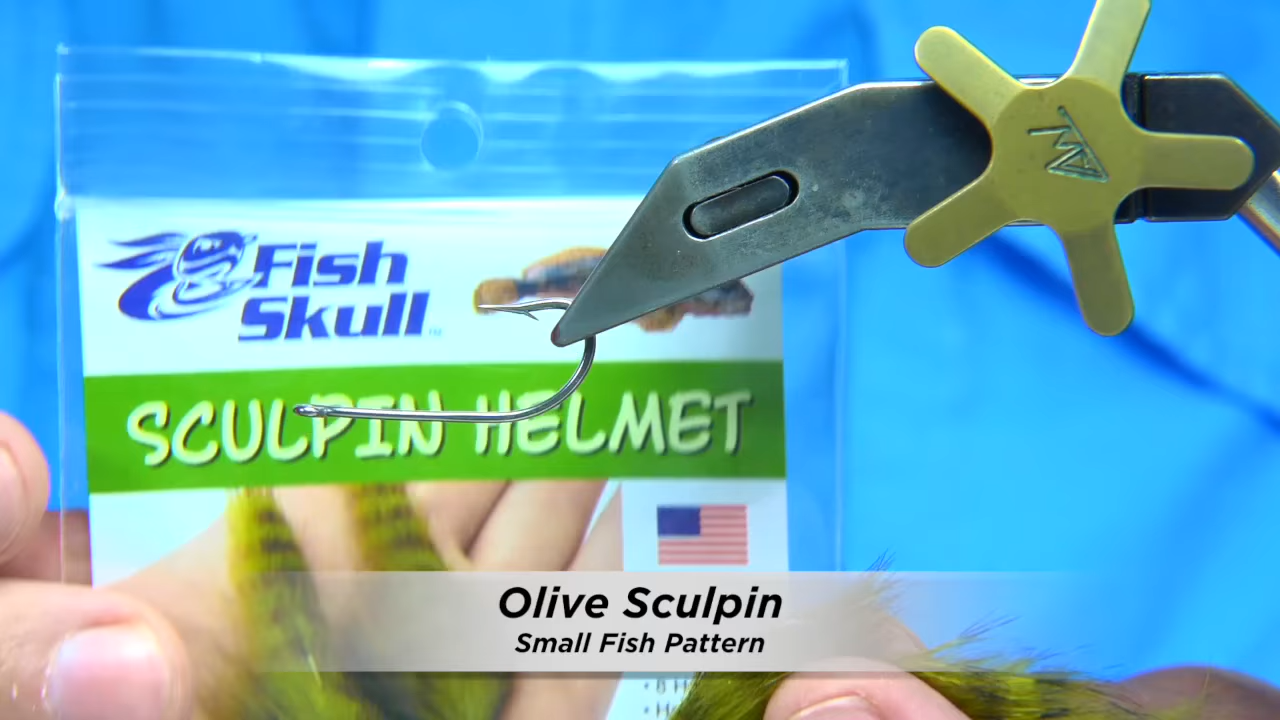 Fish
Skull
SCULPIN HELMET
Olive Sculpin
Small Fish Pattern